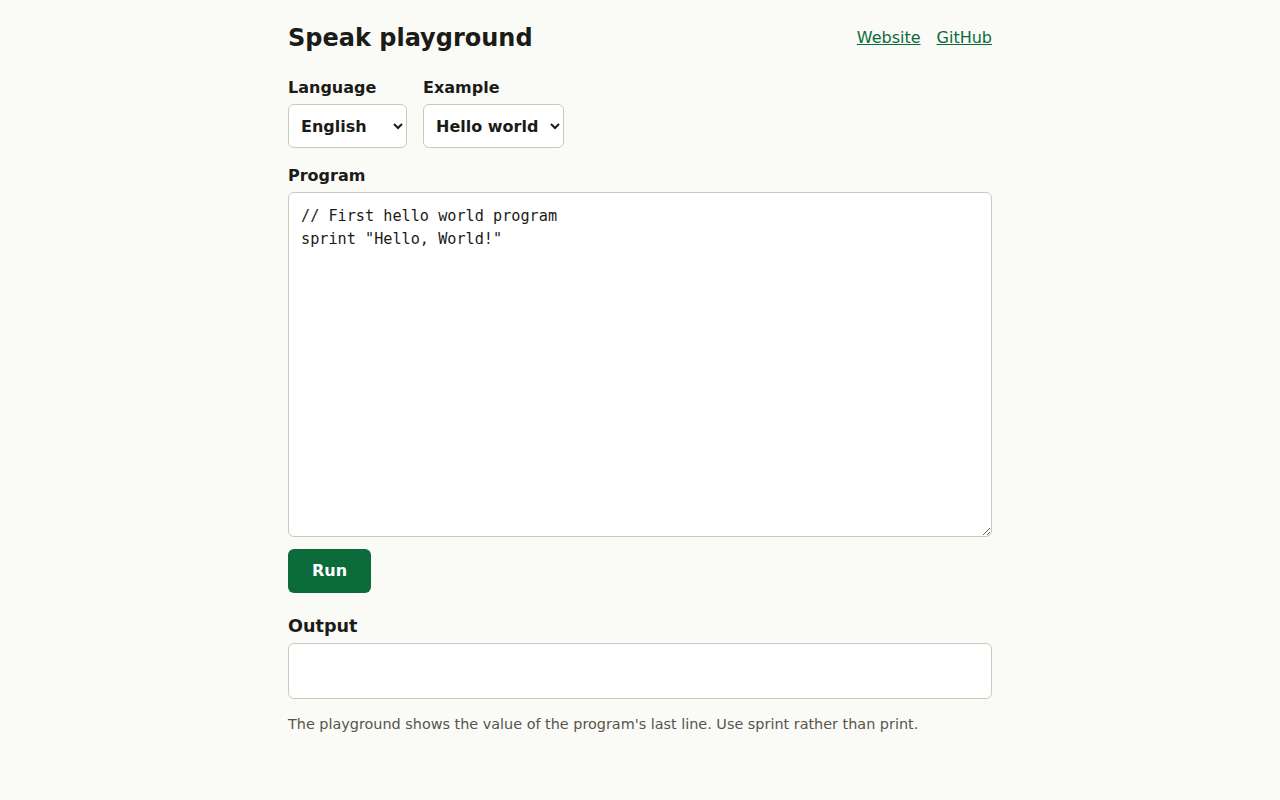 Speak playground
Website GitHub
Language Example
English Hello world
Program
// First hello world program
sprint "Hello, World!"
Run
Output
The playground shows the value of the program's last line. Use sprint rather than print.